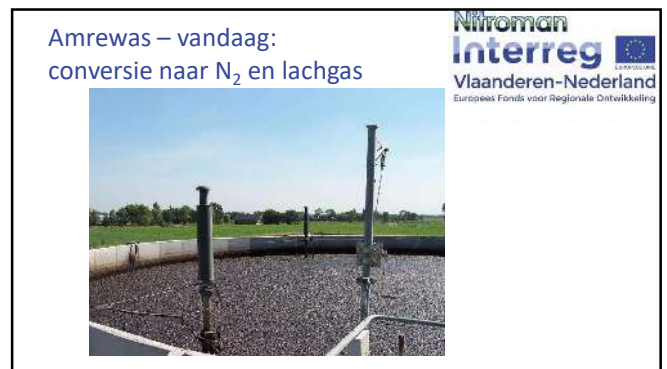 Amrewas – vandaag:
conversie naar N₂ en lachgas
Nitroman
Interreg
Vlaanderen-Nederland
Europees Fonds voor Regionale Ontwikkeling